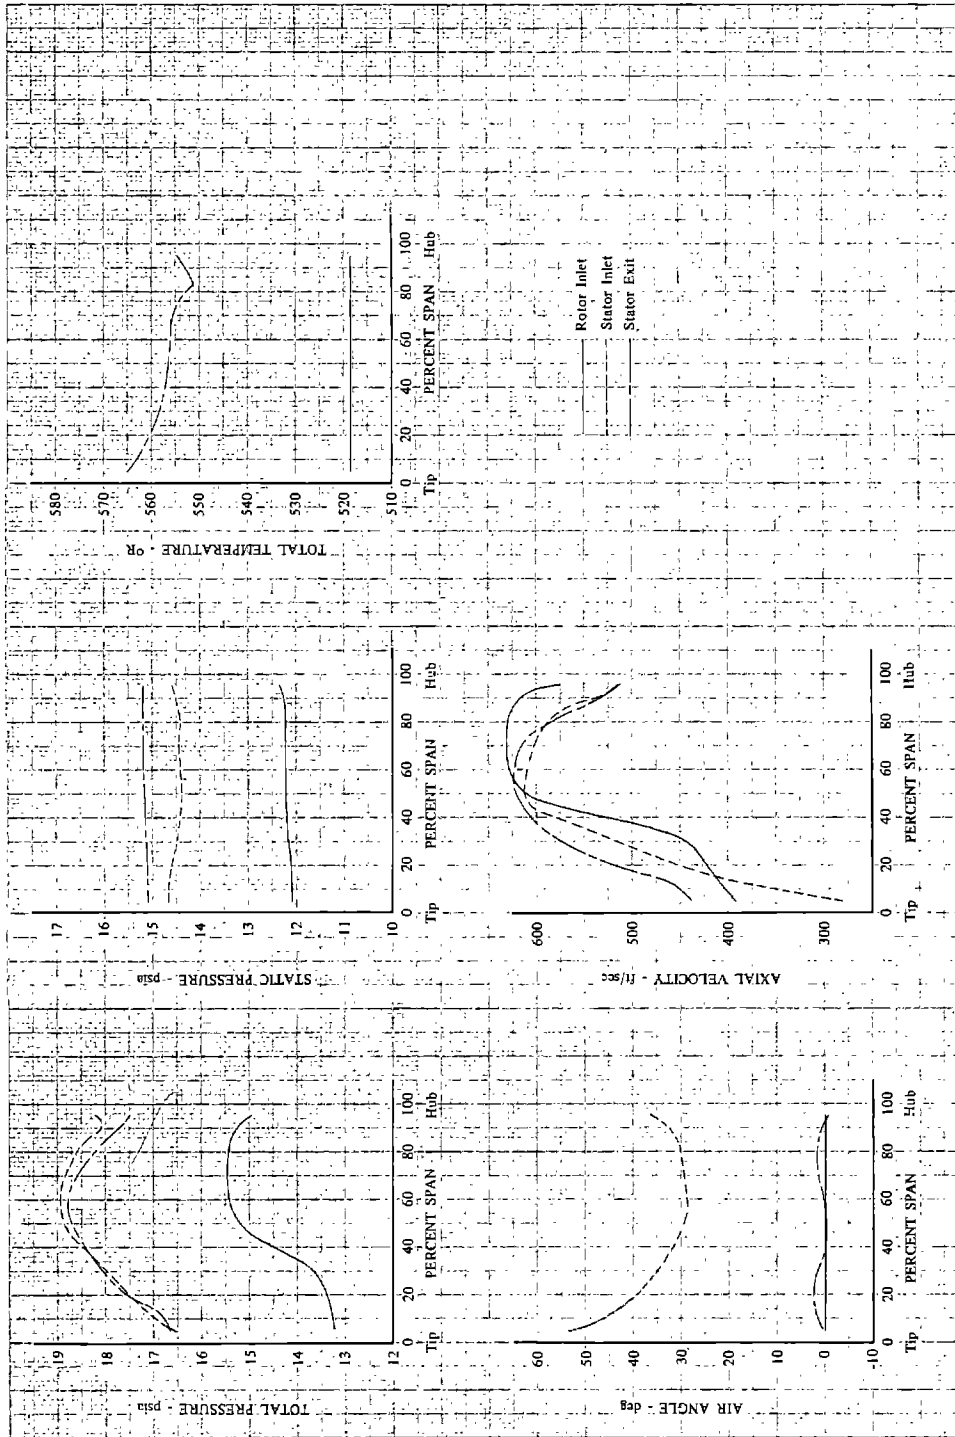 TOTAL PRESSURE - psia
19
18
17
16
15
14
13
12
0 20 40 60 80 100
Tip PERCENT SPAN Hub
STATIC PRESSURE - psia
17
16
15
14
13
12
11
10
0 20 40 60 80 100
Tip PERCENT SPAN Hub
TOTAL TEMPERATURE - °R
580
570
560
550
540
530
520
510
0 20 40 60 80 100
Tip PERCENT SPAN Hub
AIR ANGLE - deg
60
50
40
30
20
10
0
-10
0 20 40 60 80 100
Tip PERCENT SPAN Hub
AXIAL VELOCITY - ft/sec
600
500
400
300
0 20 40 60 80 100
Tip PERCENT SPAN Hub
Rotor Inlet
Stator Inlet
Stator Exit